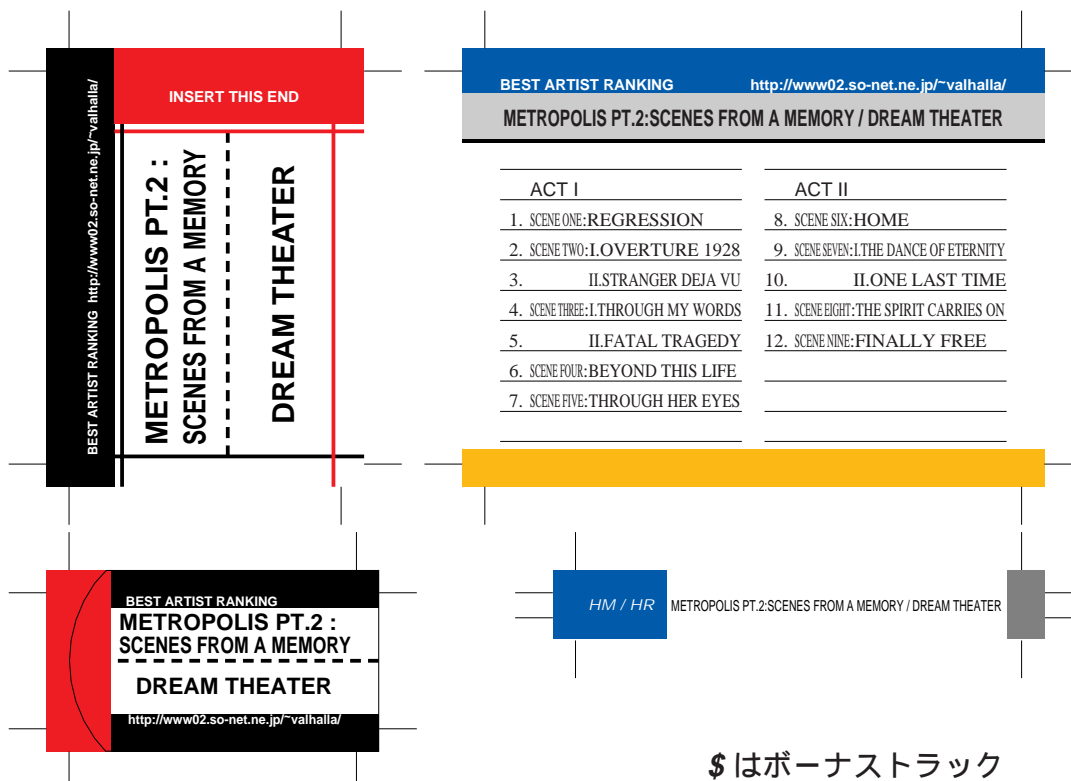 INSERT THIS END
BEST ARTIST RANKING http://www02.so-net.ne.jp/~valhalla/
METROPOLIS PT.2 :
SCENES FROM A MEMORY
DREAM THEATER
BEST ARTIST RANKING http://www02.so-net.ne.jp/~valhalla/
METROPOLIS PT.2:SCENES FROM A MEMORY / DREAM THEATER
ACT I
1. SCENE ONE:REGRESSION
2. SCENE TWO:I.OVERTURE 1928
3. II.STRANGER DEJA VU
4. SCENE THREE:I.THROUGH MY WORDS
5. II.FATAL TRAGEDY
6. SCENE FOUR:BEYOND THIS LIFE
7. SCENE FIVE:THROUGH HER EYES
ACT II
8. SCENE SIX:HOME
9. SCENE SEVEN:I.THE DANCE OF ETERNITY
10. II.ONE LAST TIME
11. SCENE EIGHT:THE SPIRIT CARRIES ON
12. SCENE NINE:FINALLY FREE
BEST ARTIST RANKING
METROPOLIS PT.2 :
SCENES FROM A MEMORY
DREAM THEATER
http://www02.so-net.ne.jp/~valhalla/
HM / HR METROPOLIS PT.2:SCENES FROM A MEMORY / DREAM THEATER
$ はボーナストラック